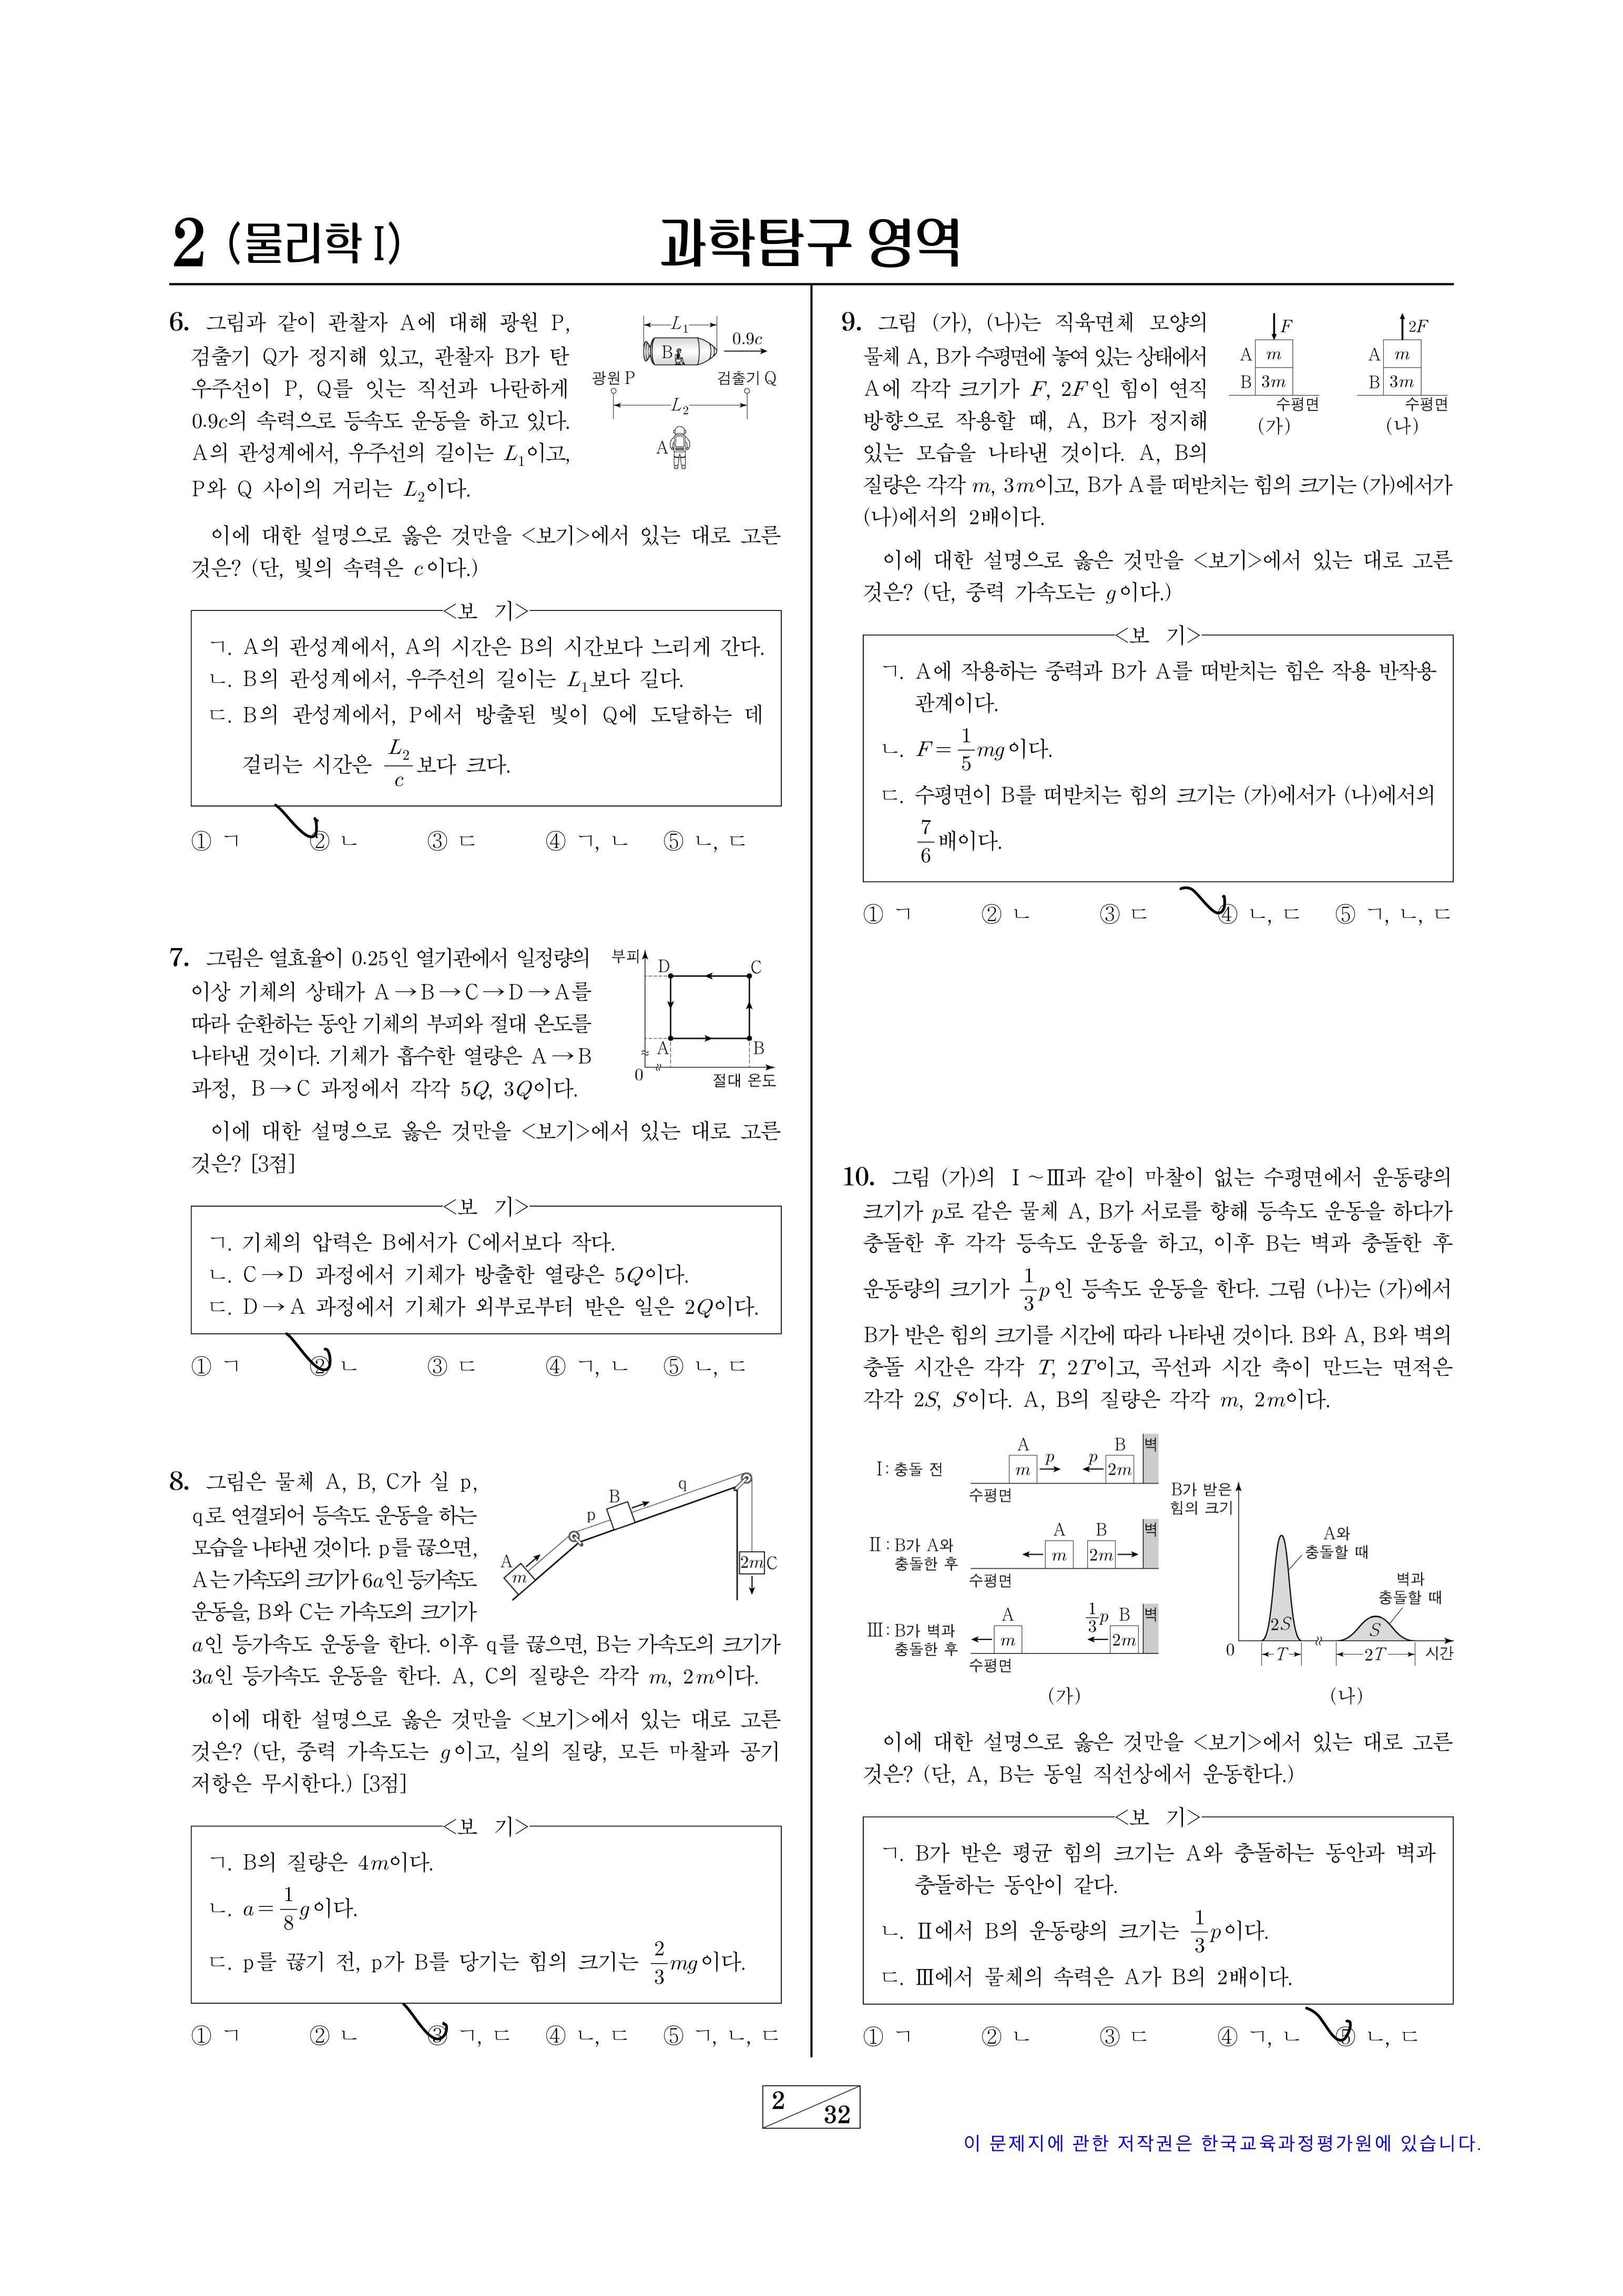 2 (물리학 I)
과학탐구 영역
6. 그림과 같이 관찰자 A에 대해 광원 P,
검출기 Q가 정지해 있고, 관찰자 B가 탄
우주선이 P, Q를 잇는 직선과 나란하게
0.9c의 속력으로 등속도 운동을 하고 있다.
A의 관성계에서, 우주선의 길이는 L₁이고,
P와 Q 사이의 거리는 L₂이다.
L₁
B
0.9c
광원 P
검출기 Q
L₂
A
이에 대한 설명으로 옳은 것만을 <보기>에서 있는 대로 고른
것은? (단, 빛의 속력은 c이다.)
<보 기>
ㄱ. A의 관성계에서, A의 시간은 B의 시간보다 느리게 간다.
ㄴ. B의 관성계에서, 우주선의 길이는 L₁보다 길다.
ㄷ. B의 관성계에서, P에서 방출된 빛이 Q에 도달하는 데
걸리는 시간은 L₂/c 보다 크다.
① ㄱ ② ㄴ ③ ㄷ ④ ㄱ, ㄴ ⑤ ㄴ, ㄷ
7. 그림은 열효율이 0.25인 열기관에서 일정량의
이상 기체의 상태가 A→B→C→D→A를
따라 순환하는 동안 기체의 부피와 절대 온도를
나타낸 것이다. 기체가 흡수한 열량은 A→B
과정, B→C 과정에서 각각 5Q, 3Q이다.
부피
D
C
A
B
0
절대 온도
이에 대한 설명으로 옳은 것만을 <보기>에서 있는 대로 고른
것은? [3점]
<보 기>
ㄱ. 기체의 압력은 B에서가 C에서보다 작다.
ㄴ. C→D 과정에서 기체가 방출한 열량은 5Q이다.
ㄷ. D→A 과정에서 기체가 외부로부터 받은 일은 2Q이다.
① ㄱ ② ㄴ ③ ㄷ ④ ㄱ, ㄴ ⑤ ㄴ, ㄷ
8. 그림은 물체 A, B, C가 실 p,
q로 연결되어 등속도 운동을 하는
모습을 나타낸 것이다. p를 끊으면,
A는 가속도의 크기가 6a인 등가속도
운동을, B와 C는 가속도의 크기가
a인 등가속도 운동을 한다. 이후 q를 끊으면, B는 가속도의 크기가
3a인 등가속도 운동을 한다. A, C의 질량은 각각 m, 2m이다.
A
m
p
B
q
2m
C
이에 대한 설명으로 옳은 것만을 <보기>에서 있는 대로 고른
것은? (단, 중력 가속도는 g이고, 실의 질량, 모든 마찰과 공기
저항은 무시한다.) [3점]
<보 기>
ㄱ. B의 질량은 4m이다.
ㄴ. a = 1/8 g이다.
ㄷ. p를 끊기 전, p가 B를 당기는 힘의 크기는 2/3 mg이다.
① ㄱ ② ㄴ ③ ㄱ, ㄷ ④ ㄴ, ㄷ ⑤ ㄱ, ㄴ, ㄷ
9. 그림 (가), (나)는 직육면체 모양의
물체 A, B가 수평면에 놓여 있는 상태에서
A에 각각 크기가 F, 2F인 힘이 연직
방향으로 작용할 때, A, B가 정지해
있는 모습을 나타낸 것이다. A, B의
질량은 각각 m, 3m이고, B가 A를 떠받치는 힘의 크기는 (가)에서가
(나)에서의 2배이다.
F
A m
B 3m
수평면
(가)
2F
A m
B 3m
수평면
(나)
이에 대한 설명으로 옳은 것만을 <보기>에서 있는 대로 고른
것은? (단, 중력 가속도는 g이다.)
<보 기>
ㄱ. A에 작용하는 중력과 B가 A를 떠받치는 힘은 작용 반작용
관계이다.
ㄴ. F = 1/5 mg이다.
ㄷ. 수평면이 B를 떠받치는 힘의 크기는 (가)에서가 (나)에서의
7/6 배이다.
① ㄱ ② ㄴ ③ ㄷ ④ ㄴ, ㄷ ⑤ ㄱ, ㄴ, ㄷ
10. 그림 (가)의 Ⅰ~Ⅲ과 같이 마찰이 없는 수평면에서 운동량의
크기가 p로 같은 물체 A, B가 서로를 향해 등속도 운동을 하다가
충돌한 후 각각 등속도 운동을 하고, 이후 B는 벽과 충돌한 후
운동량의 크기가 1/3 p인 등속도 운동을 한다. 그림 (나)는 (가)에서
B가 받은 힘의 크기를 시간에 따라 나타낸 것이다. B와 A, B와 벽의
충돌 시간은 각각 T, 2T이고, 곡선과 시간 축이 만드는 면적은
각각 2S, S이다. A, B의 질량은 각각 m, 2m이다.
Ⅰ: 충돌 전
A m p
p B 2m 벽
수평면
Ⅱ: B가 A와
충돌한 후
A m
B 2m 벽
수평면
Ⅲ: B가 벽과
충돌한 후
A m
1/3 p B 2m 벽
수평면
(가)
B가 받은
힘의 크기
A와
충돌할 때
벽과
충돌할 때
2S
S
0
T
2T
시간
(나)
이에 대한 설명으로 옳은 것만을 <보기>에서 있는 대로 고른
것은? (단, A, B는 동일 직선상에서 운동한다.)
<보 기>
ㄱ. B가 받은 평균 힘의 크기는 A와 충돌하는 동안과 벽과
충돌하는 동안이 같다.
ㄴ. Ⅱ에서 B의 운동량의 크기는 1/3 p이다.
ㄷ. Ⅲ에서 물체의 속력은 A가 B의 2배이다.
① ㄱ ② ㄴ ③ ㄷ ④ ㄱ, ㄴ ⑤ ㄴ, ㄷ
2
32
이 문제지에 관한 저작권은 한국교육과정평가원에 있습니다.